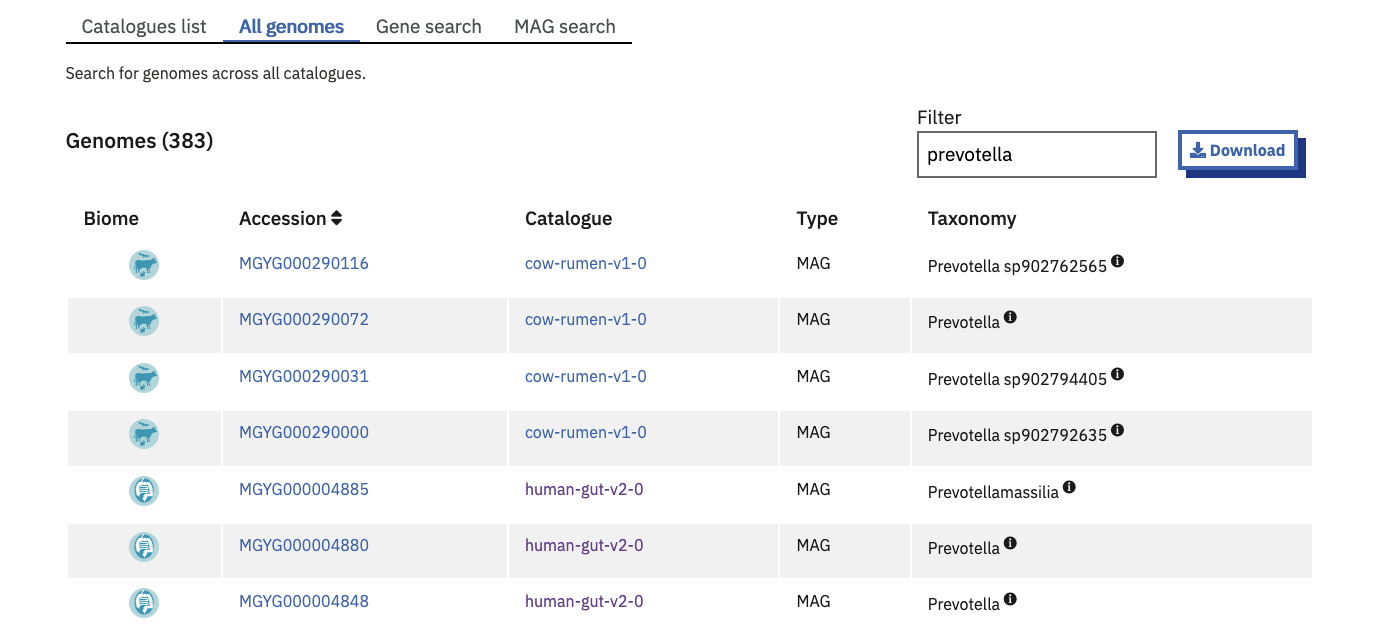 Catalogues list All genomes Gene search MAG search
Search for genomes across all catalogues.
Filter
Genomes (383)
prevotella
Download
Biome Accession Catalogue Type Taxonomy
MGYG000290116 cow-rumen-v1-0 MAG Prevotella sp902762565
MGYG000290072 cow-rumen-v1-0 MAG Prevotella
MGYG000290031 cow-rumen-v1-0 MAG Prevotella sp902794405
MGYG000290000 cow-rumen-v1-0 MAG Prevotella sp902792635
MGYG000004885 human-gut-v2-0 MAG Prevotellamassilia
MGYG000004880 human-gut-v2-0 MAG Prevotella
MGYG000004848 human-gut-v2-0 MAG Prevotella